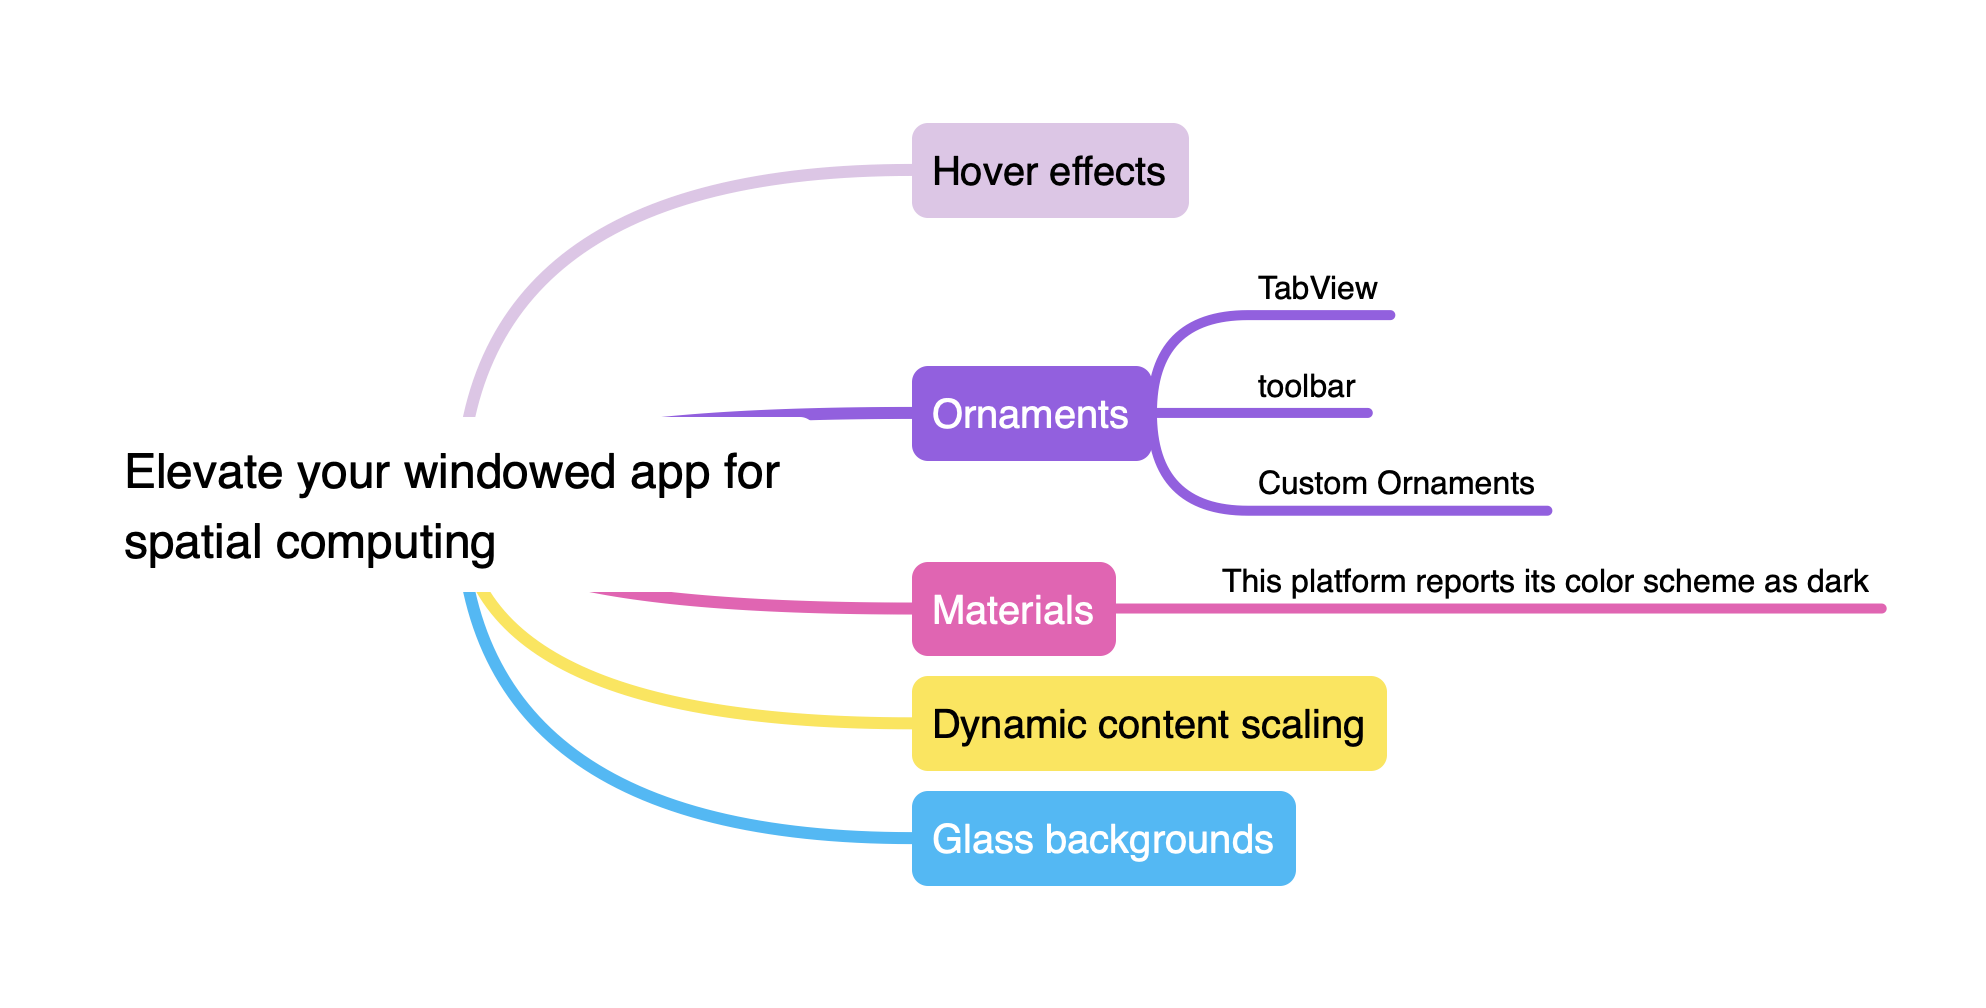 Elevate your windowed app for
spatial computing
Hover effects
Ornaments
TabView
toolbar
Custom Ornaments
Materials
This platform reports its color scheme as dark
Dynamic content scaling
Glass backgrounds